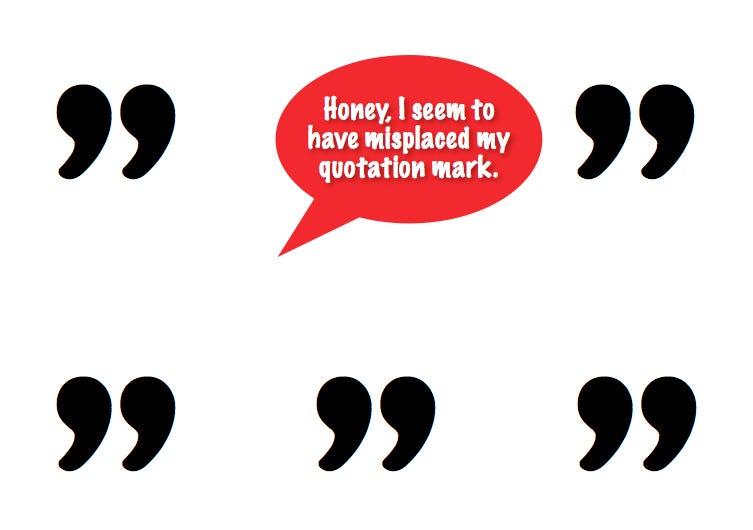 ” ”
Honey, I seem to
have misplaced my
quotation mark.
” ” ”